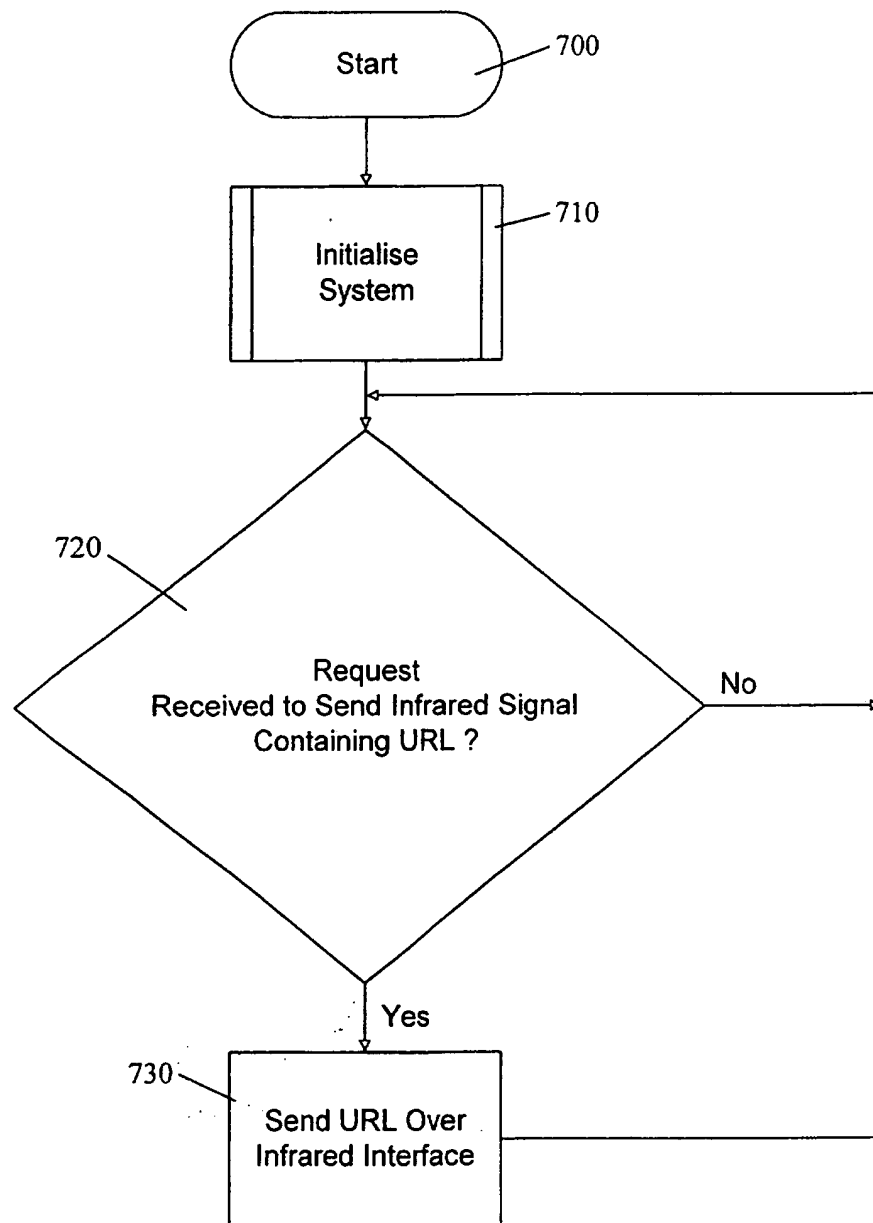 Start
700
Initialise
System
710
720
Request
Received to Send Infrared Signal
Containing URL ?
No
Yes
730
Send URL Over
Infrared Interface